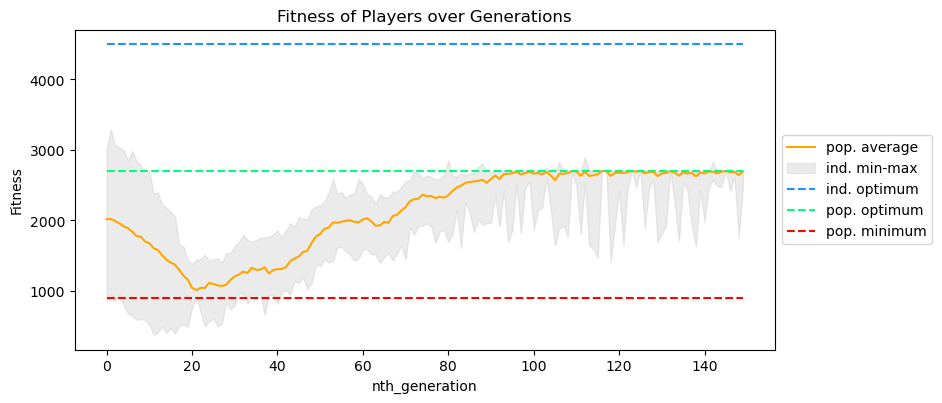 Fitness of Players over Generations
Fitness
4000
3000
2000
1000
0
20
40
60
80
100
120
140
nth_generation
pop. average
ind. min-max
ind. optimum
pop. optimum
pop. minimum